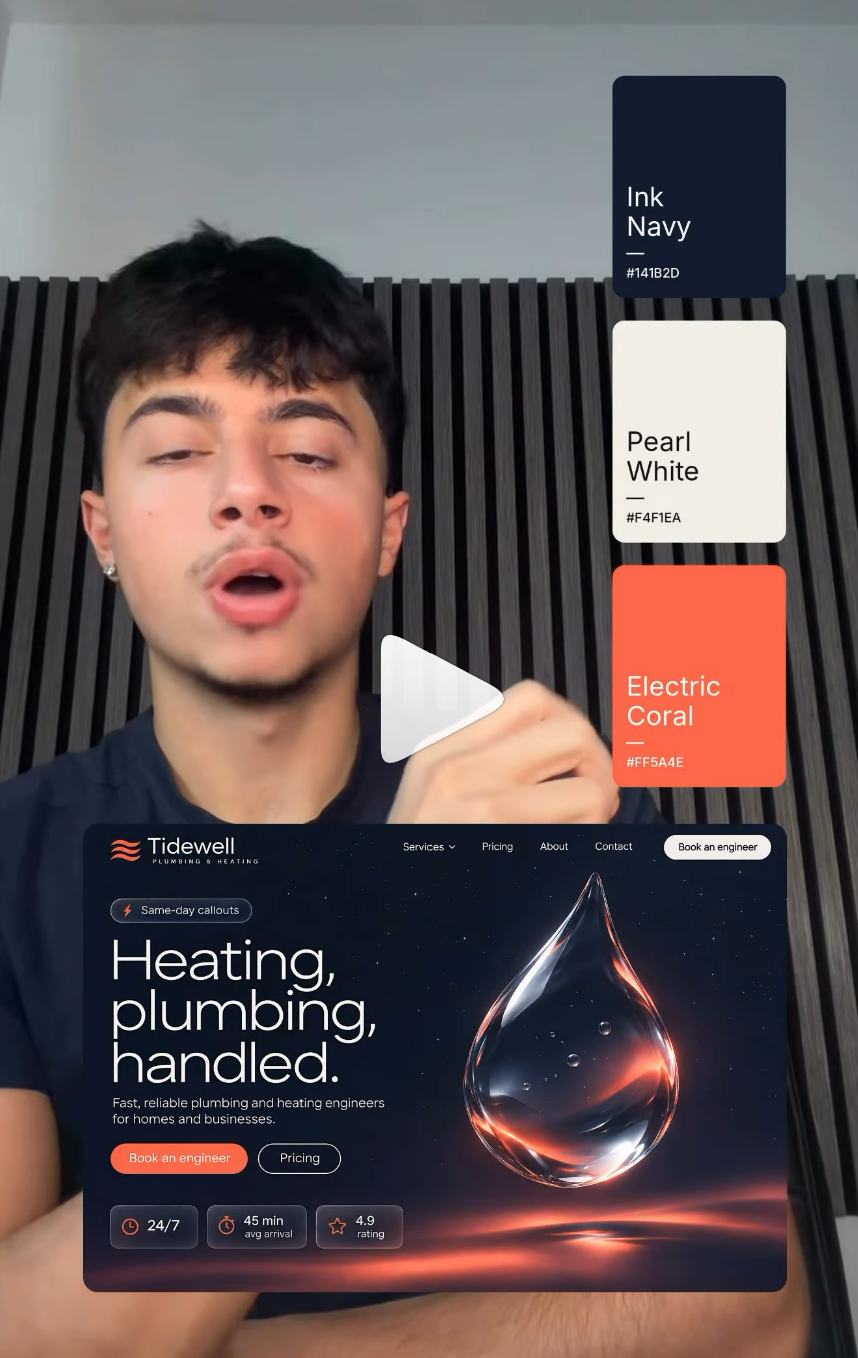 Ink
Navy
#141B2D
Pearl
White
#F4F1EA
Electric
Coral
#FF5A4E
Tidewell
PLUMBING & HEATING
Services
Pricing
About
Contact
Book an engineer
Same-day callouts
Heating,
plumbing,
handled.
Fast, reliable plumbing and heating engineers
for homes and businesses.
Book an engineer
Pricing
24/7
45 min
avg arrival
4.9
rating